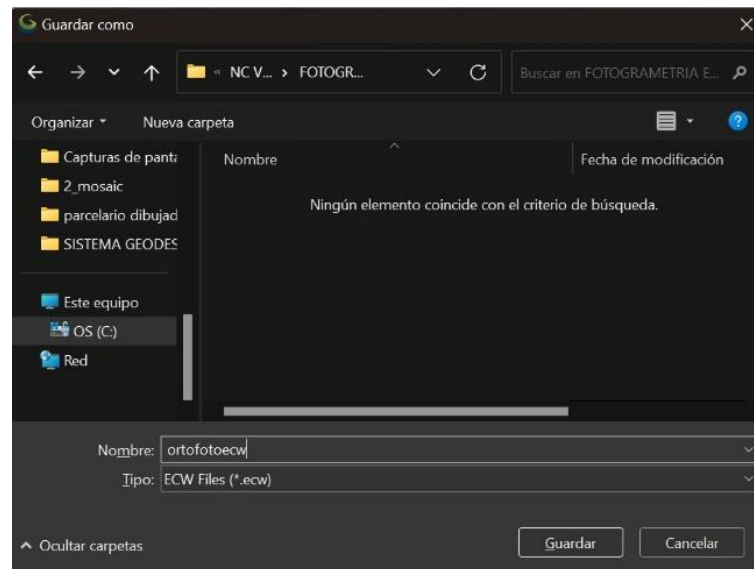 Guardar como
« NC V... > FOTOGR...
Buscar en FOTOGRAMETRIA E...
Organizar
Nueva carpeta
Capturas de panta
2_mosaic
parcelario dibujad
SISTEMA GEODES
Este equipo
OS (C:)
Red
Nombre
Fecha de modificación
Ningún elemento coincide con el criterio de búsqueda.
Nombre: ortofotoecw
Tipo: ECW Files (*.ecw)
Ocultar carpetas
Guardar
Cancelar